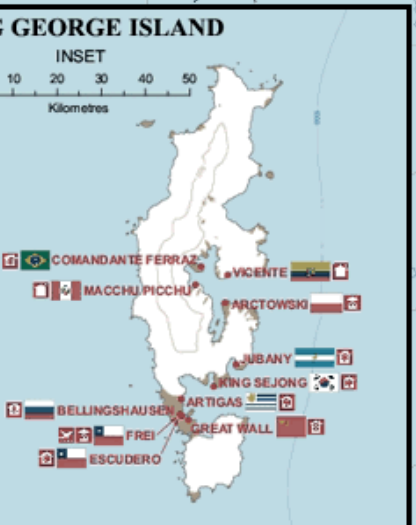 G GEORGE ISLAND
INSET
10 20 30 40 50
Kilometres
COMANDANTE FERRAZ
VICENTE
MACCHU PICCHU
ARCTOWSKI
JUBANY
KING SEJONG
ARTIGAS
BELLINGSHAUSEN
GREAT WALL
FREI
ESCUDERO